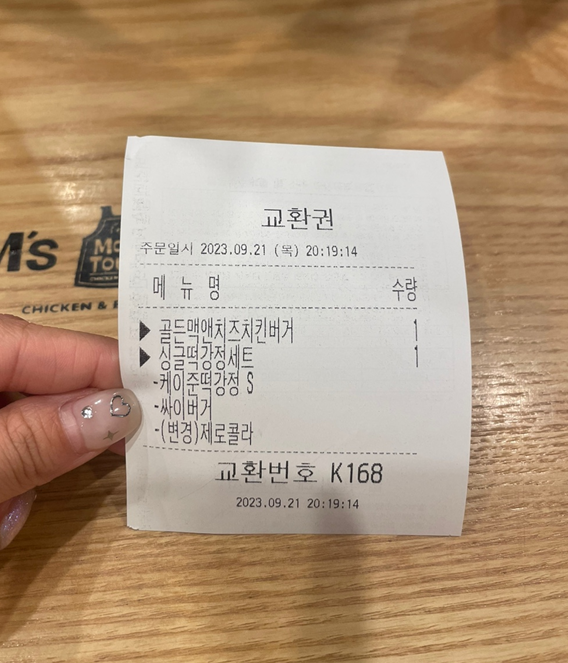 교환권
주문일시 2023.09.21 (목) 20:19:14
메 뉴 명 수량
▶ 골든맥앤치즈치킨버거 1
▶ 싱글떡강정세트 1
-케이준떡강정 S
-싸이버거
-(변경)제로콜라
교환번호 K168
2023.09.21 20:19:14
M's
CHICKEN &